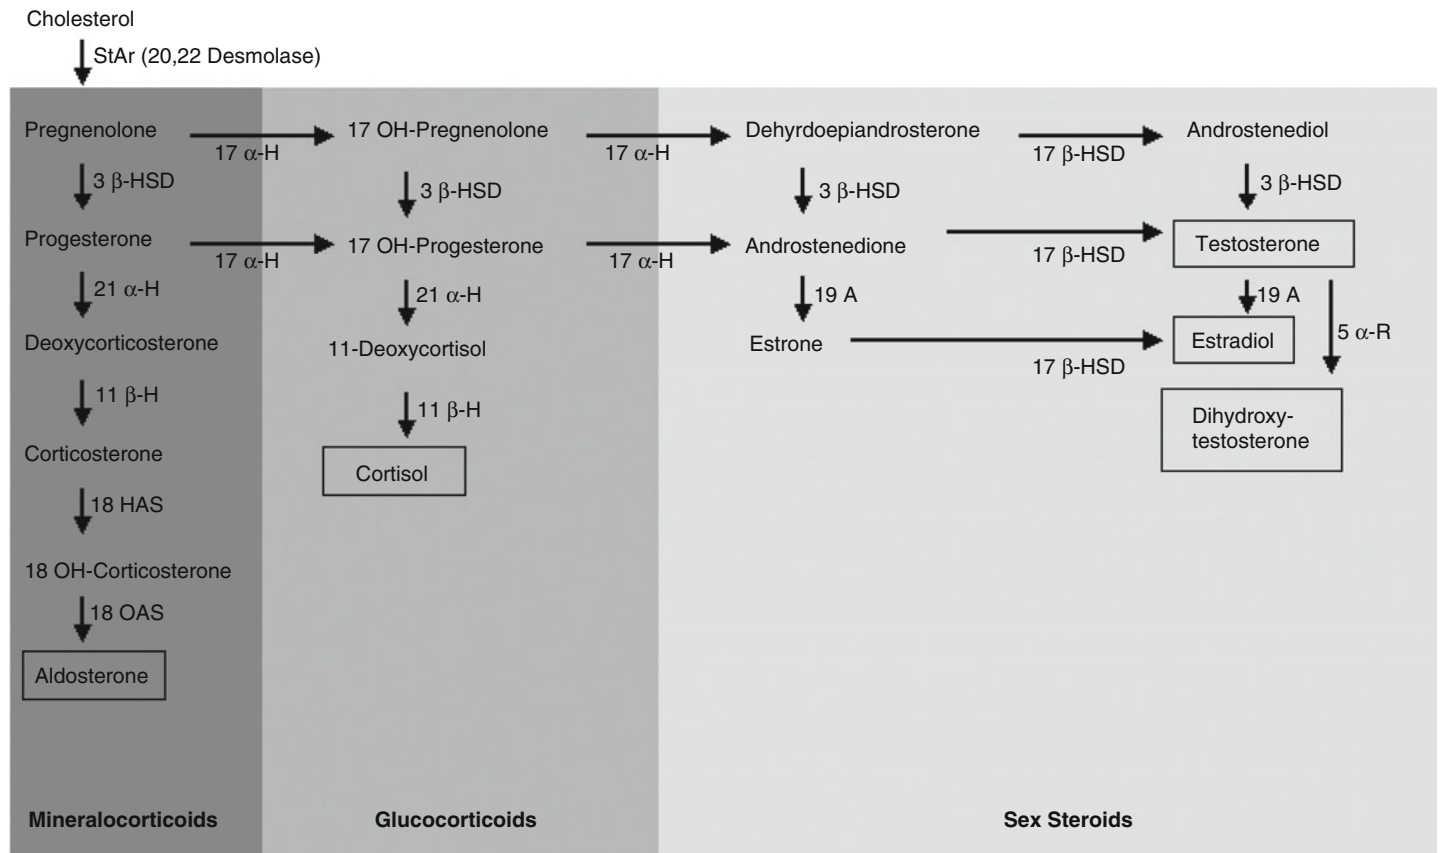 Cholesterol
StAr (20,22 Desmolase)
Pregnenolone
17 α-H
17 OH-Pregnenolone
17 α-H
Dehyrdoepiandrosterone
17 β-HSD
Androstenediol
3 β-HSD
3 β-HSD
3 β-HSD
3 β-HSD
Progesterone
17 α-H
17 OH-Progesterone
17 α-H
Androstenedione
17 β-HSD
Testosterone
21 α-H
21 α-H
19 A
19 A
5 α-R
Deoxycorticosterone
11-Deoxycortisol
Estrone
17 β-HSD
Estradiol
11 β-H
11 β-H
Dihydroxy-
testosterone
Corticosterone
Cortisol
18 HAS
18 OH-Corticosterone
18 OAS
Aldosterone
Mineralocorticoids
Glucocorticoids
Sex Steroids